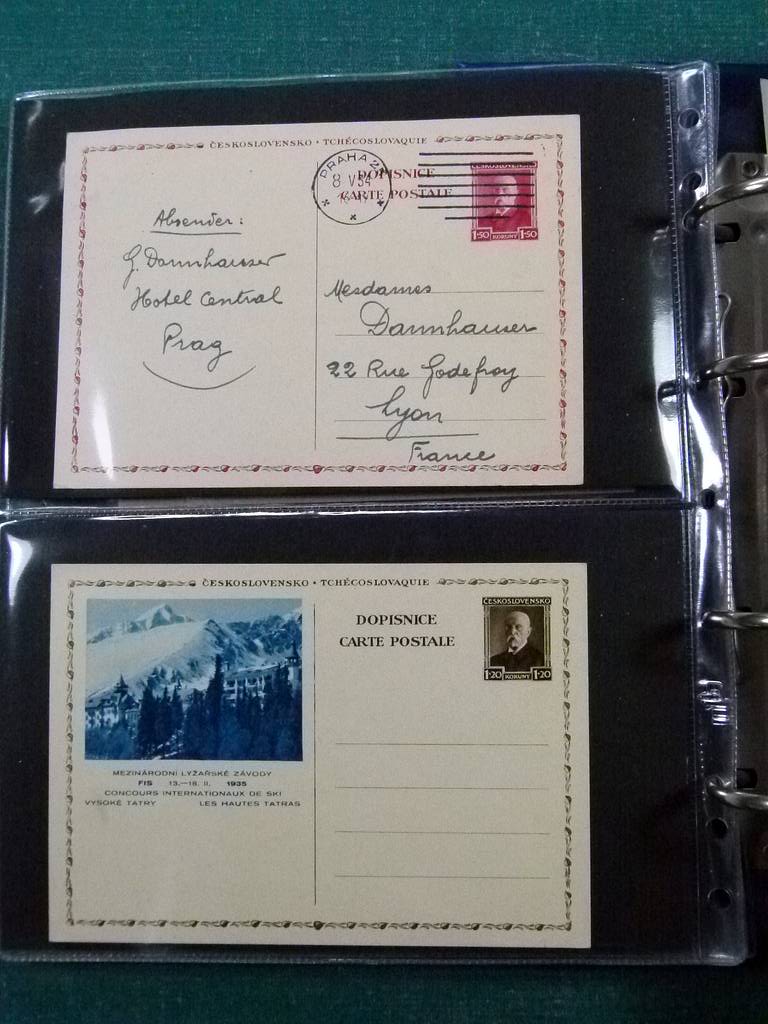 ČESKOSLOVENSKO • TCHÉCOSLOVAQUIE
PRAHA
8 V 34
DOPISNICE
CARTE POSTALE
ČESKOSLOVENSKO
1·50 KORUNY 1·50
Absender:
G. Dannhauser
Hotel Central
Prag
Mesdames
Dannhauser
22 Rue Godefroy
Lyon
France
ČESKOSLOVENSKO • TCHÉCOSLOVAQUIE
DOPISNICE
CARTE POSTALE
ČESKOSLOVENSKO
1·20 KORUNY 1·20
MEZINÁRODNÍ LYŽAŘSKÉ ZÁVODY
FIS 13.—18. II. 1935
CONCOURS INTERNATIONAUX DE SKI
VYSOKÉ TATRY LES HAUTES TATRAS